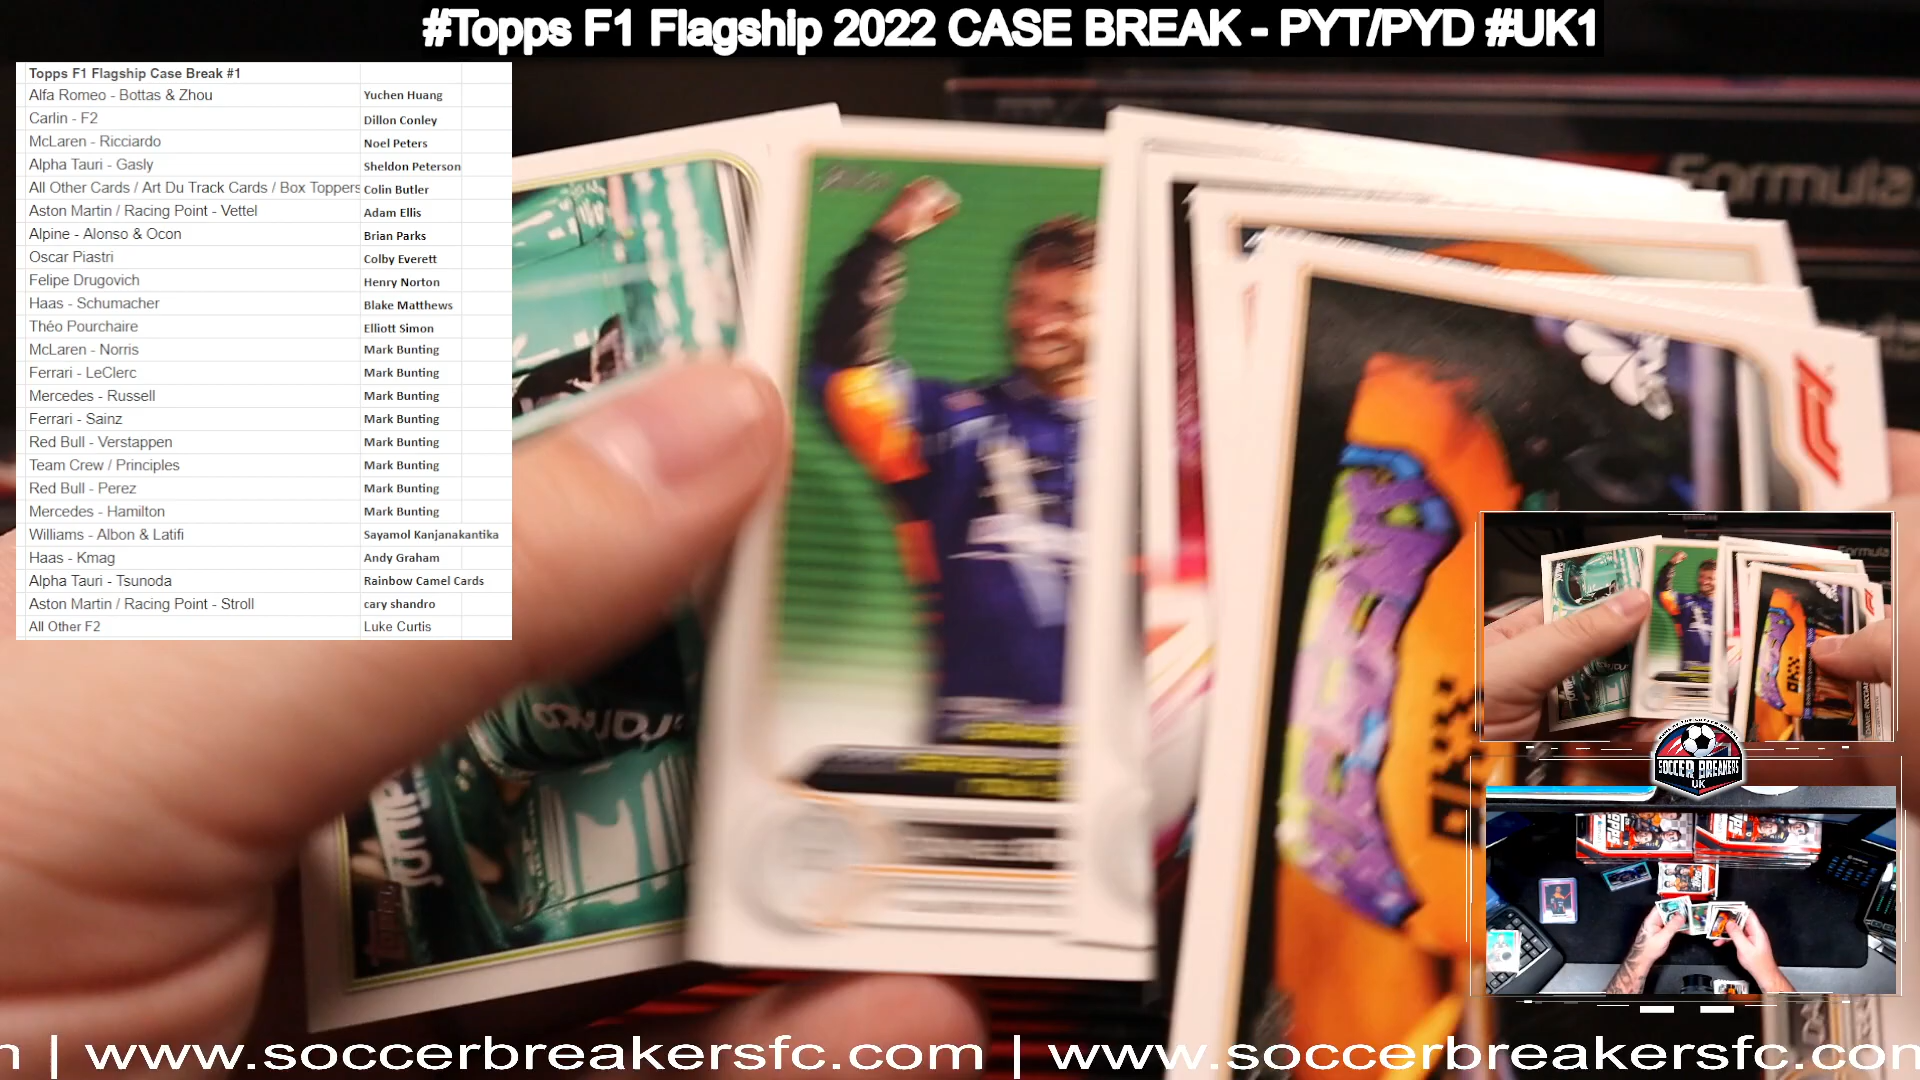 #Topps F1 Flagship 2022 CASE BREAK - PYT/PYD #UK1
Topps F1 Flagship Case Break #1
Alfa Romeo - Bottas & Zhou Yuchen Huang
Carlin - F2 Dillon Conley
McLaren - Ricciardo Noel Peters
Alpha Tauri - Gasly Sheldon Peterson
All Other Cards / Art Du Track Cards / Box Toppers Colin Butler
Aston Martin / Racing Point - Vettel Adam Ellis
Alpine - Alonso & Ocon Brian Parks
Oscar Piastri Colby Everett
Felipe Drugovich Henry Norton
Haas - Schumacher Blake Matthews
Théo Pourchaire Elliott Simon
McLaren - Norris Mark Bunting
Ferrari - LeClerc Mark Bunting
Mercedes - Russell Mark Bunting
Ferrari - Sainz Mark Bunting
Red Bull - Verstappen Mark Bunting
Team Crew / Principles Mark Bunting
Red Bull - Perez Mark Bunting
Mercedes - Hamilton Mark Bunting
Williams - Albon & Latifi Sayamol Kanjanakantika
Haas - Kmag Andy Graham
Alpha Tauri - Tsunoda Rainbow Camel Cards
Aston Martin / Racing Point - Stroll cary shandro
All Other F2 Luke Curtis
Formula
F1
SOCCER BREAKERS
UK
n | www.soccerbreakersfc.com | www.soccerbreakersfc.com